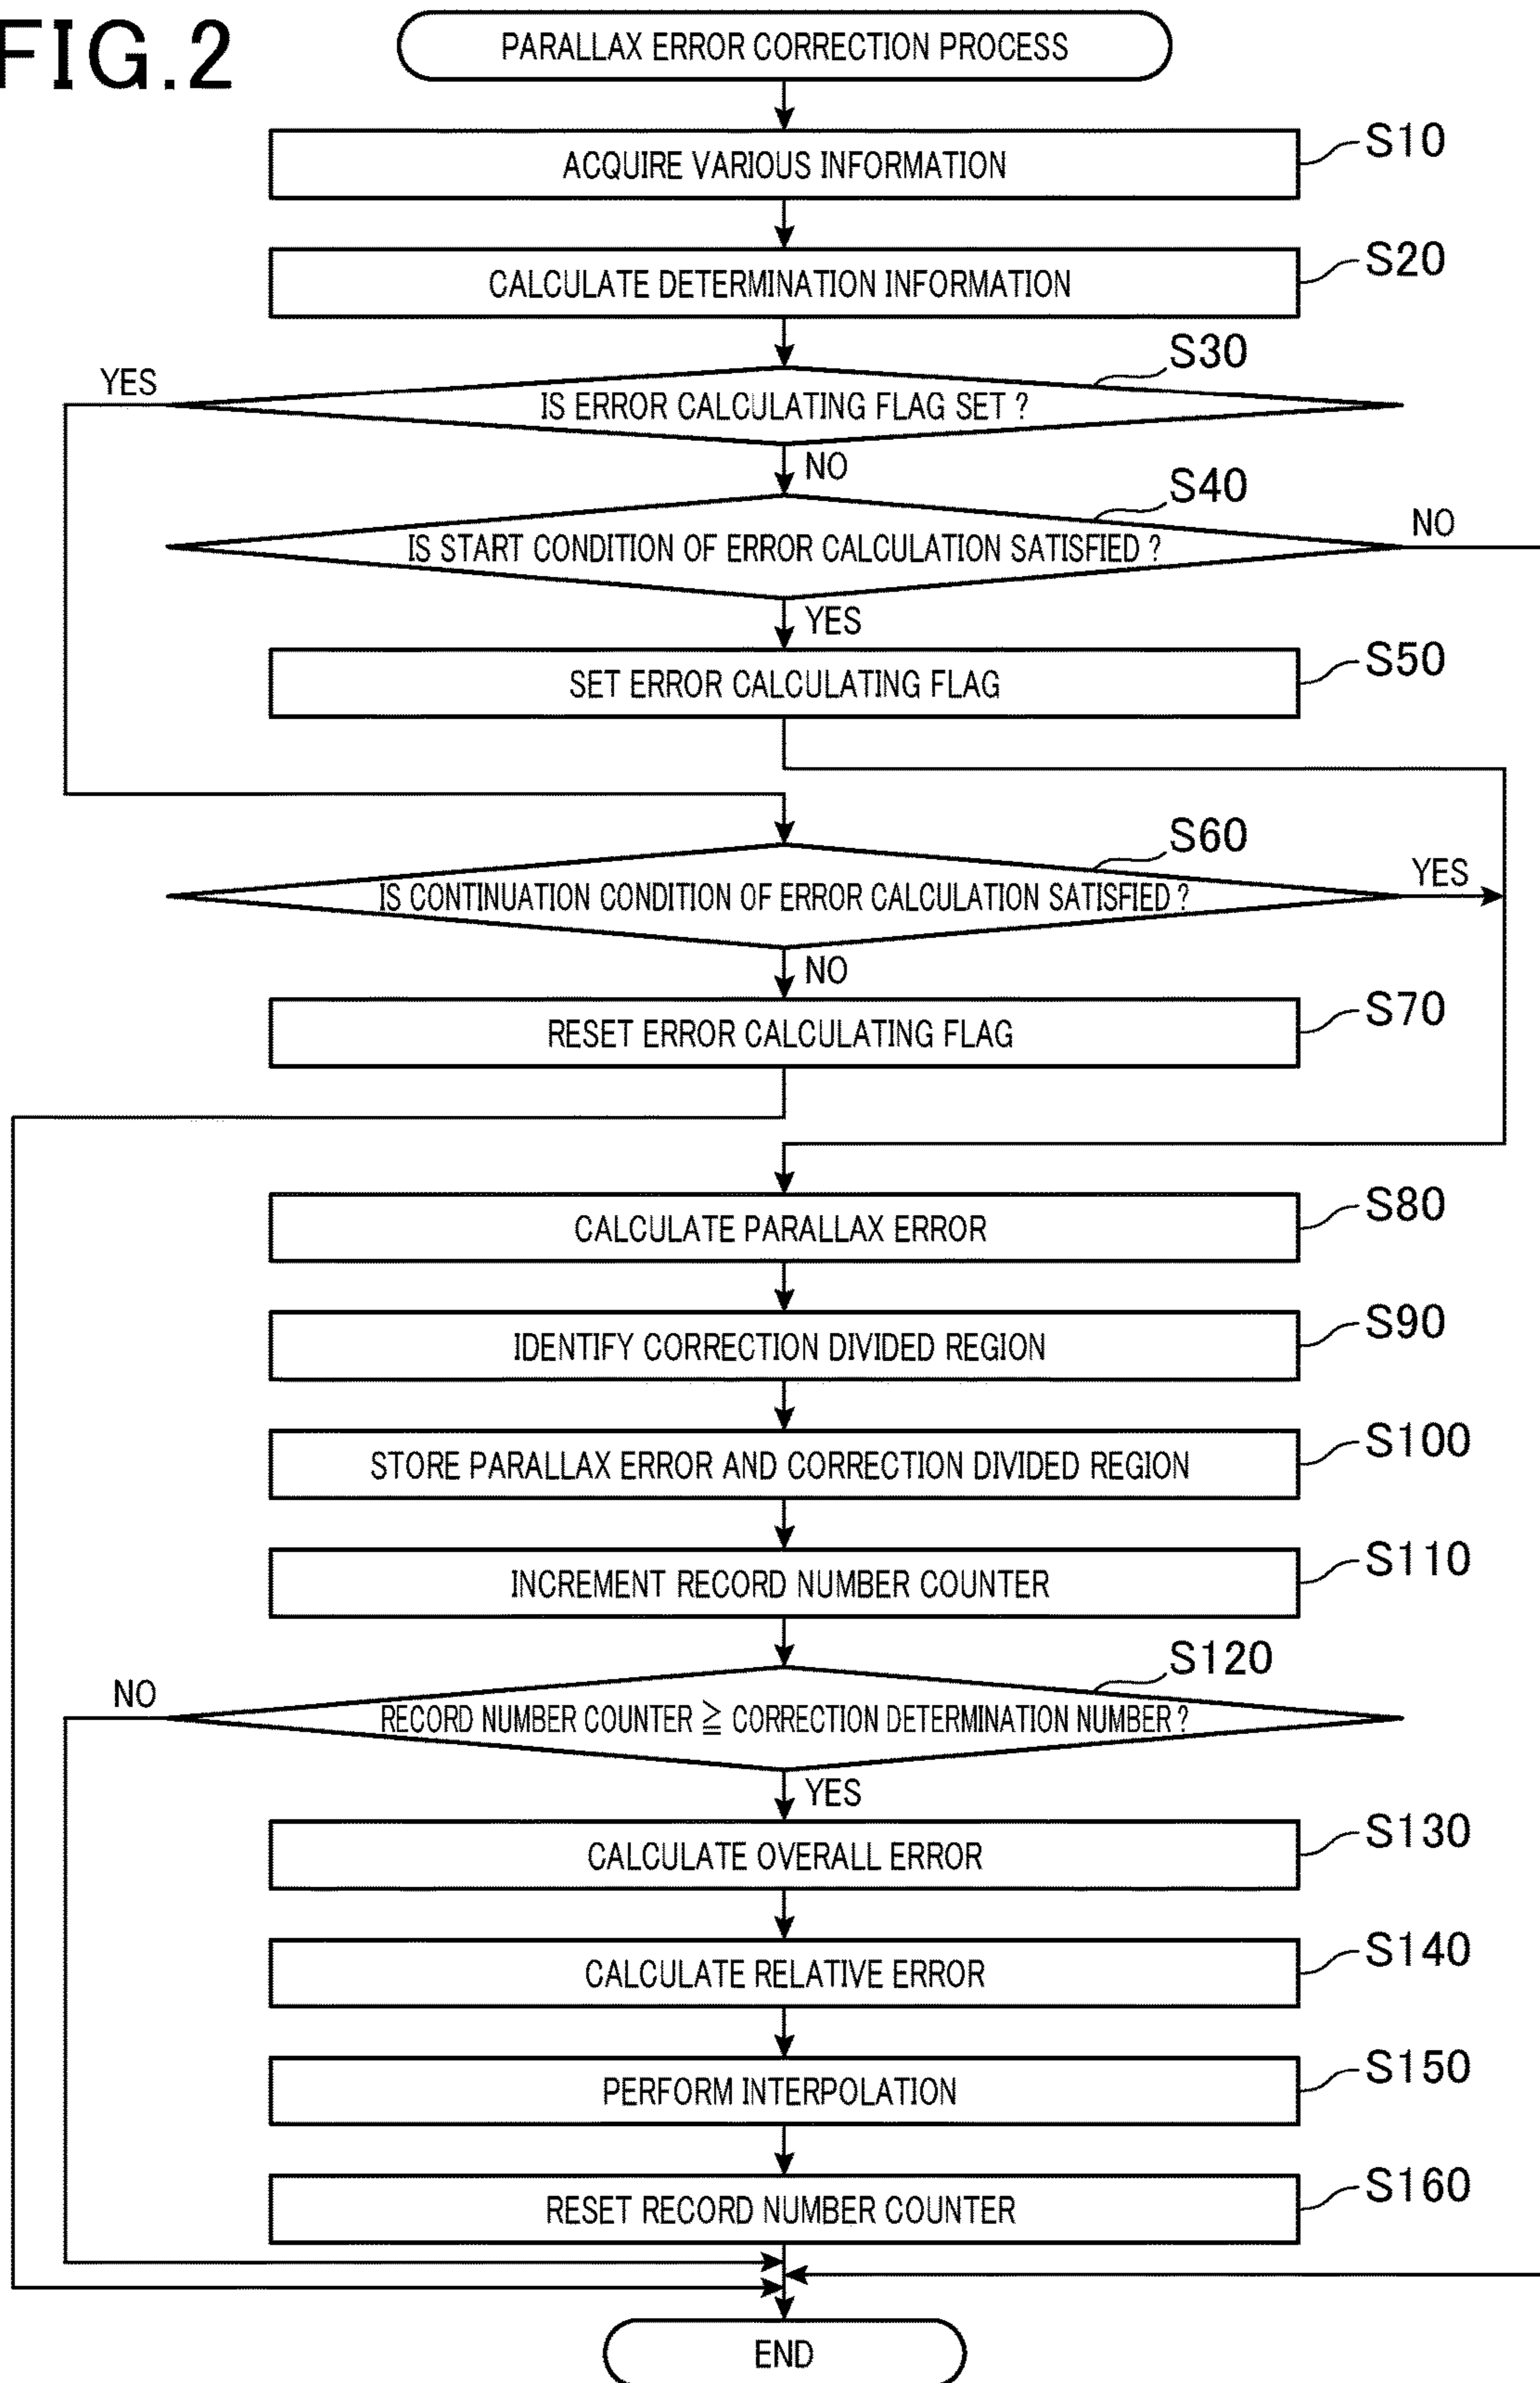 FIG.2
PARALLAX ERROR CORRECTION PROCESS
ACQUIRE VARIOUS INFORMATION
S10
CALCULATE DETERMINATION INFORMATION
S20
S30
YES
IS ERROR CALCULATING FLAG SET ?
NO
S40
IS START CONDITION OF ERROR CALCULATION SATISFIED ?
NO
YES
SET ERROR CALCULATING FLAG
S50
S60
IS CONTINUATION CONDITION OF ERROR CALCULATION SATISFIED ?
YES
NO
RESET ERROR CALCULATING FLAG
S70
CALCULATE PARALLAX ERROR
S80
IDENTIFY CORRECTION DIVIDED REGION
S90
STORE PARALLAX ERROR AND CORRECTION DIVIDED REGION
S100
INCREMENT RECORD NUMBER COUNTER
S110
S120
NO
RECORD NUMBER COUNTER ≧ CORRECTION DETERMINATION NUMBER ?
YES
CALCULATE OVERALL ERROR
S130
CALCULATE RELATIVE ERROR
S140
PERFORM INTERPOLATION
S150
RESET RECORD NUMBER COUNTER
S160
END